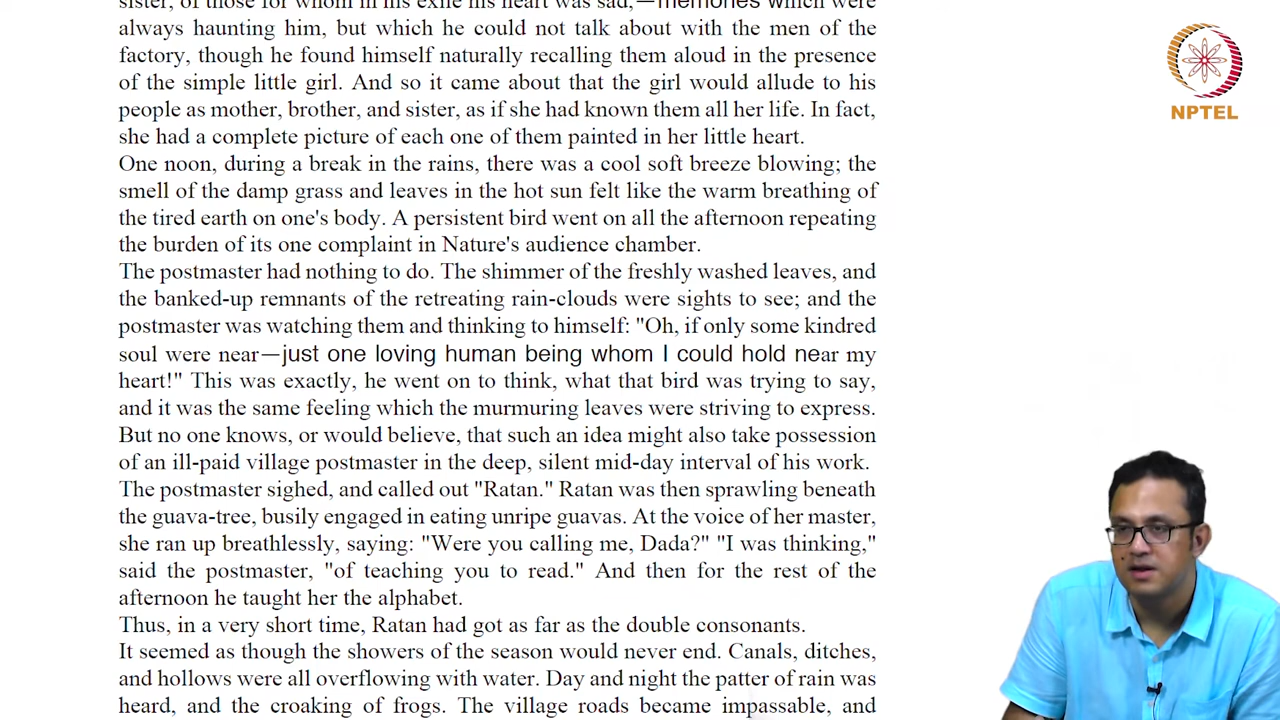 sister, of those for whom in his exile his heart was sad,—memories which were
always haunting him, but which he could not talk about with the men of the
factory, though he found himself naturally recalling them aloud in the presence
of the simple little girl. And so it came about that the girl would allude to his
people as mother, brother, and sister, as if she had known them all her life. In fact,
she had a complete picture of each one of them painted in her little heart.
One noon, during a break in the rains, there was a cool soft breeze blowing; the
smell of the damp grass and leaves in the hot sun felt like the warm breathing of
the tired earth on one's body. A persistent bird went on all the afternoon repeating
the burden of its one complaint in Nature's audience chamber.
The postmaster had nothing to do. The shimmer of the freshly washed leaves, and
the banked-up remnants of the retreating rain-clouds were sights to see; and the
postmaster was watching them and thinking to himself: "Oh, if only some kindred
soul were near—just one loving human being whom I could hold near my
heart!" This was exactly, he went on to think, what that bird was trying to say,
and it was the same feeling which the murmuring leaves were striving to express.
But no one knows, or would believe, that such an idea might also take possession
of an ill-paid village postmaster in the deep, silent mid-day interval of his work.
The postmaster sighed, and called out "Ratan." Ratan was then sprawling beneath
the guava-tree, busily engaged in eating unripe guavas. At the voice of her master,
she ran up breathlessly, saying: "Were you calling me, Dada?" "I was thinking,"
said the postmaster, "of teaching you to read." And then for the rest of the
afternoon he taught her the alphabet.
Thus, in a very short time, Ratan had got as far as the double consonants.
It seemed as though the showers of the season would never end. Canals, ditches,
and hollows were all overflowing with water. Day and night the patter of rain was
heard, and the croaking of frogs. The village roads became impassable, and
NPTEL